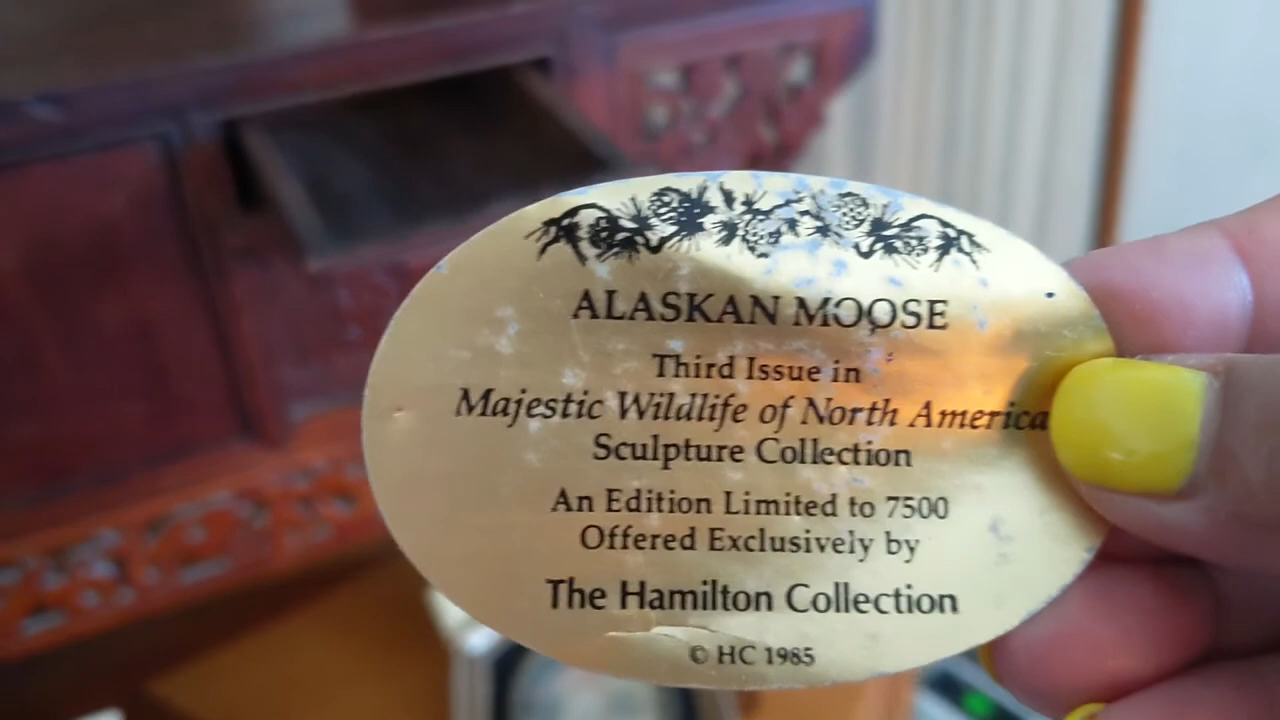 ALASKAN MOOSE
Third Issue in
Majestic Wildlife of North America
Sculpture Collection
An Edition Limited to 7500
Offered Exclusively by
The Hamilton Collection
© HC 1985